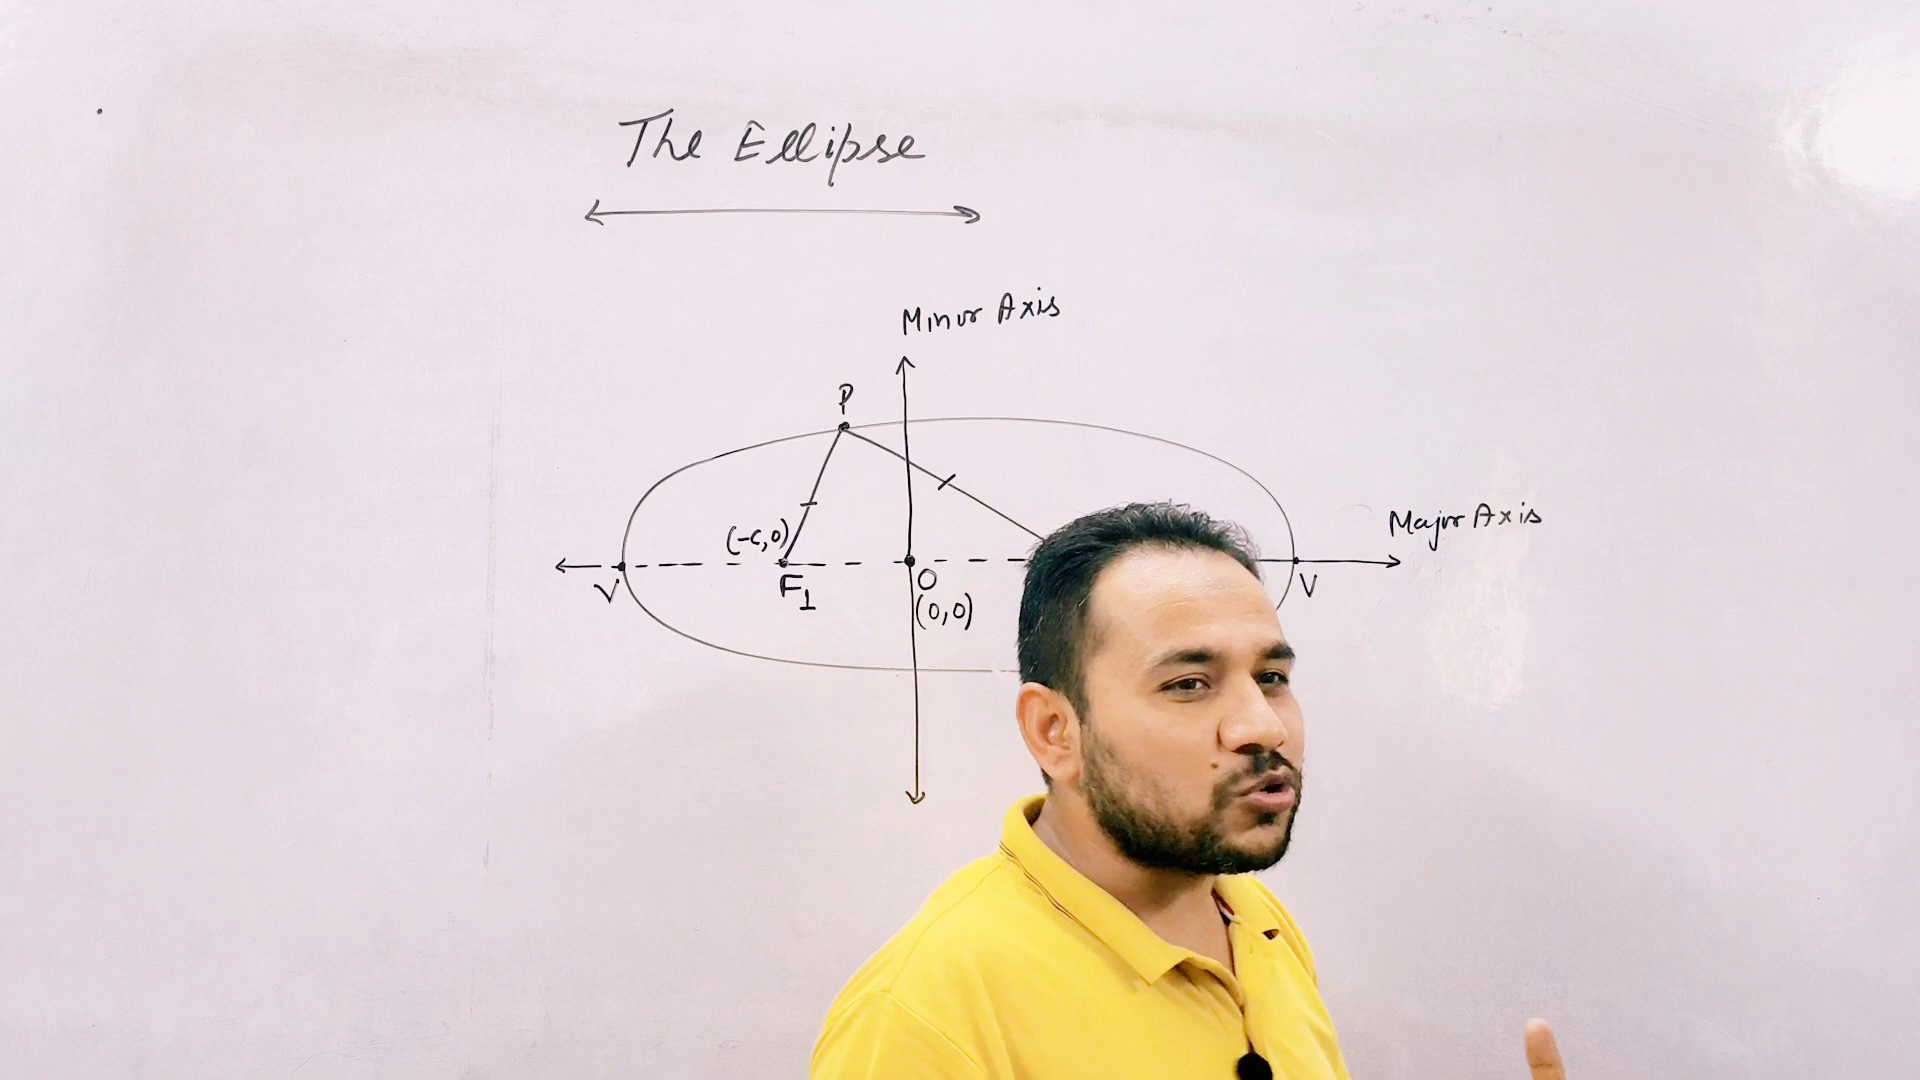 The Ellipse
Minor Axis
P
Major Axis
(-c,0)
V F1 O V
(0,0)